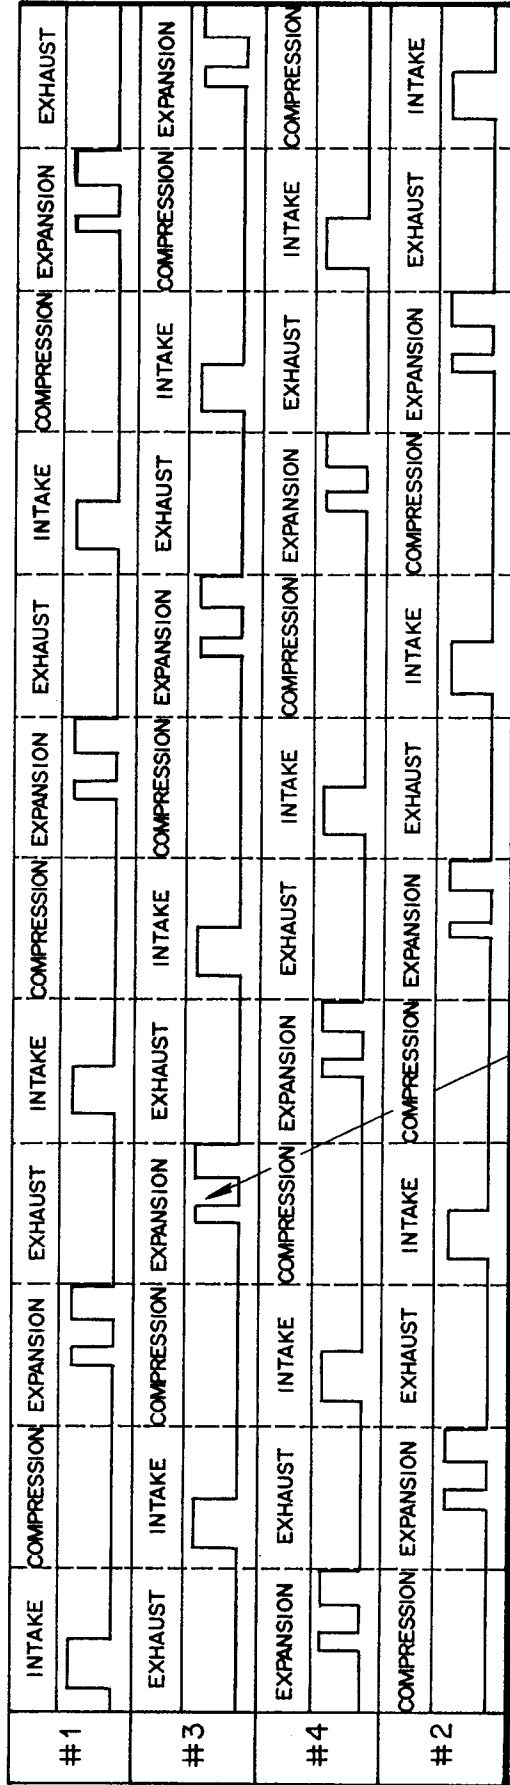 #1 INTAKE COMPRESSION EXPANSION EXHAUST INTAKE COMPRESSION EXPANSION EXHAUST INTAKE COMPRESSION EXPANSION EXHAUST
#3 EXHAUST INTAKE COMPRESSION EXPANSION EXHAUST INTAKE COMPRESSION EXPANSION EXHAUST INTAKE COMPRESSION EXPANSION
#4 EXPANSION EXHAUST INTAKE COMPRESSION EXPANSION EXHAUST INTAKE COMPRESSION EXPANSION EXHAUST INTAKE COMPRESSION
#2 COMPRESSION EXPANSION EXHAUST INTAKE COMPRESSION EXPANSION EXHAUST INTAKE COMPRESSION EXPANSION EXHAUST INTAKE